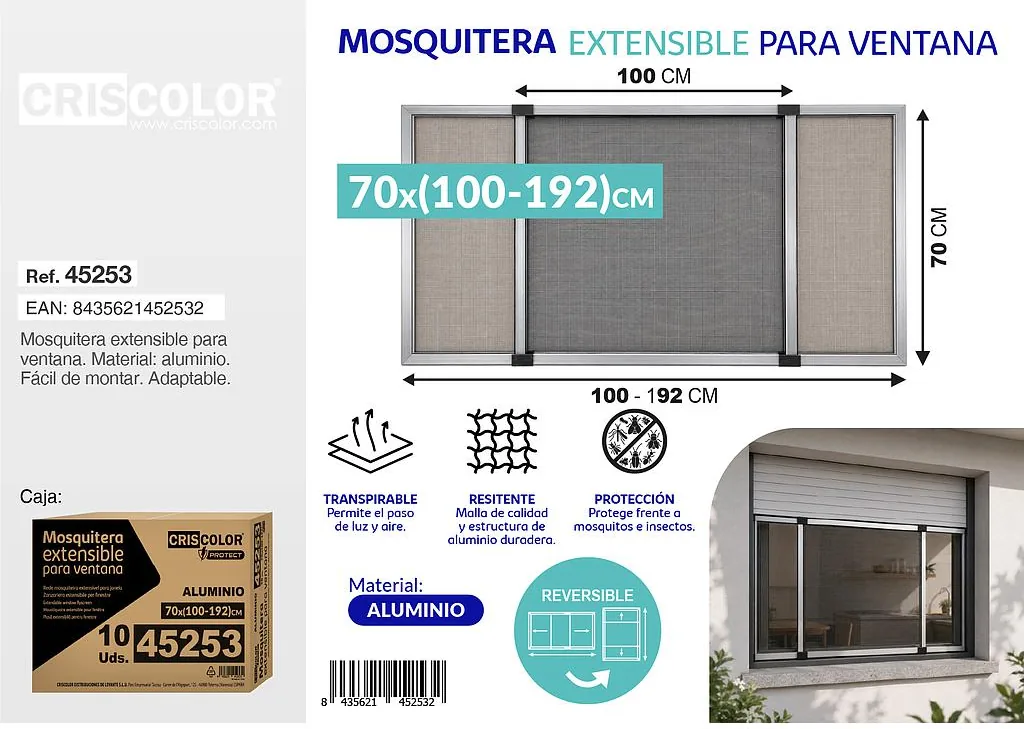 CRISCOLOR®
www.criscolor.com
Ref. 45253
EAN: 8435621452532
Mosquitera extensible para
ventana. Material: aluminio.
Fácil de montar. Adaptable.
Caja:
Mosquitera
extensible
para ventana
CRISCOLOR
PROTECT
ALUMINIO
70x(100-192)CM
10
Uds.
45253
MOSQUITERA EXTENSIBLE PARA VENTANA
100 CM
70x(100-192)CM
70 CM
100 - 192 CM
TRANSPIRABLE
Permite el paso
de luz y aire.
RESITENTE
Malla de calidad
y estructura de
aluminio duradera.
PROTECCIÓN
Protege frente a
mosquitos e insectos.
Material:
ALUMINIO
REVERSIBLE
8 435621 452532